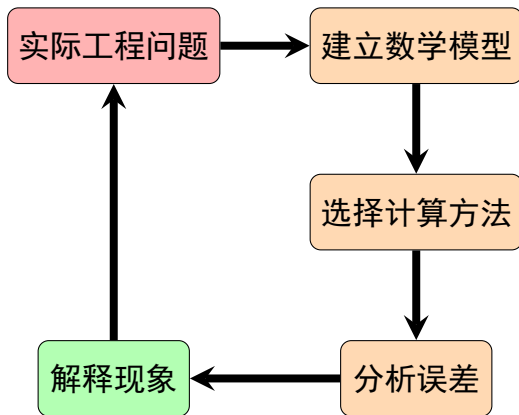 实际工程问题
建立数学模型
选择计算方法
分析误差
解释现象